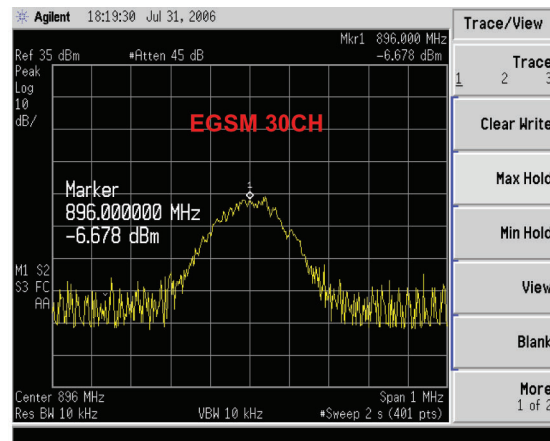 Agilent 18:19:30 Jul 31, 2006
Trace/View
Mkr1 896.000 MHz
Ref 35 dBm #Atten 45 dB -6.678 dBm
Peak
Log
10
dB/
EGSM 30CH
1
Marker
896.000000 MHz
-6.678 dBm
M1 S2
S3 FC
AA
Center 896 MHz Span 1 MHz
Res BW 10 kHz VBW 10 kHz #Sweep 2 s (401 pts)
Trace
1 2 3
Clear Write
Max Hold
Min Hold
View
Blank
More
1 of 2